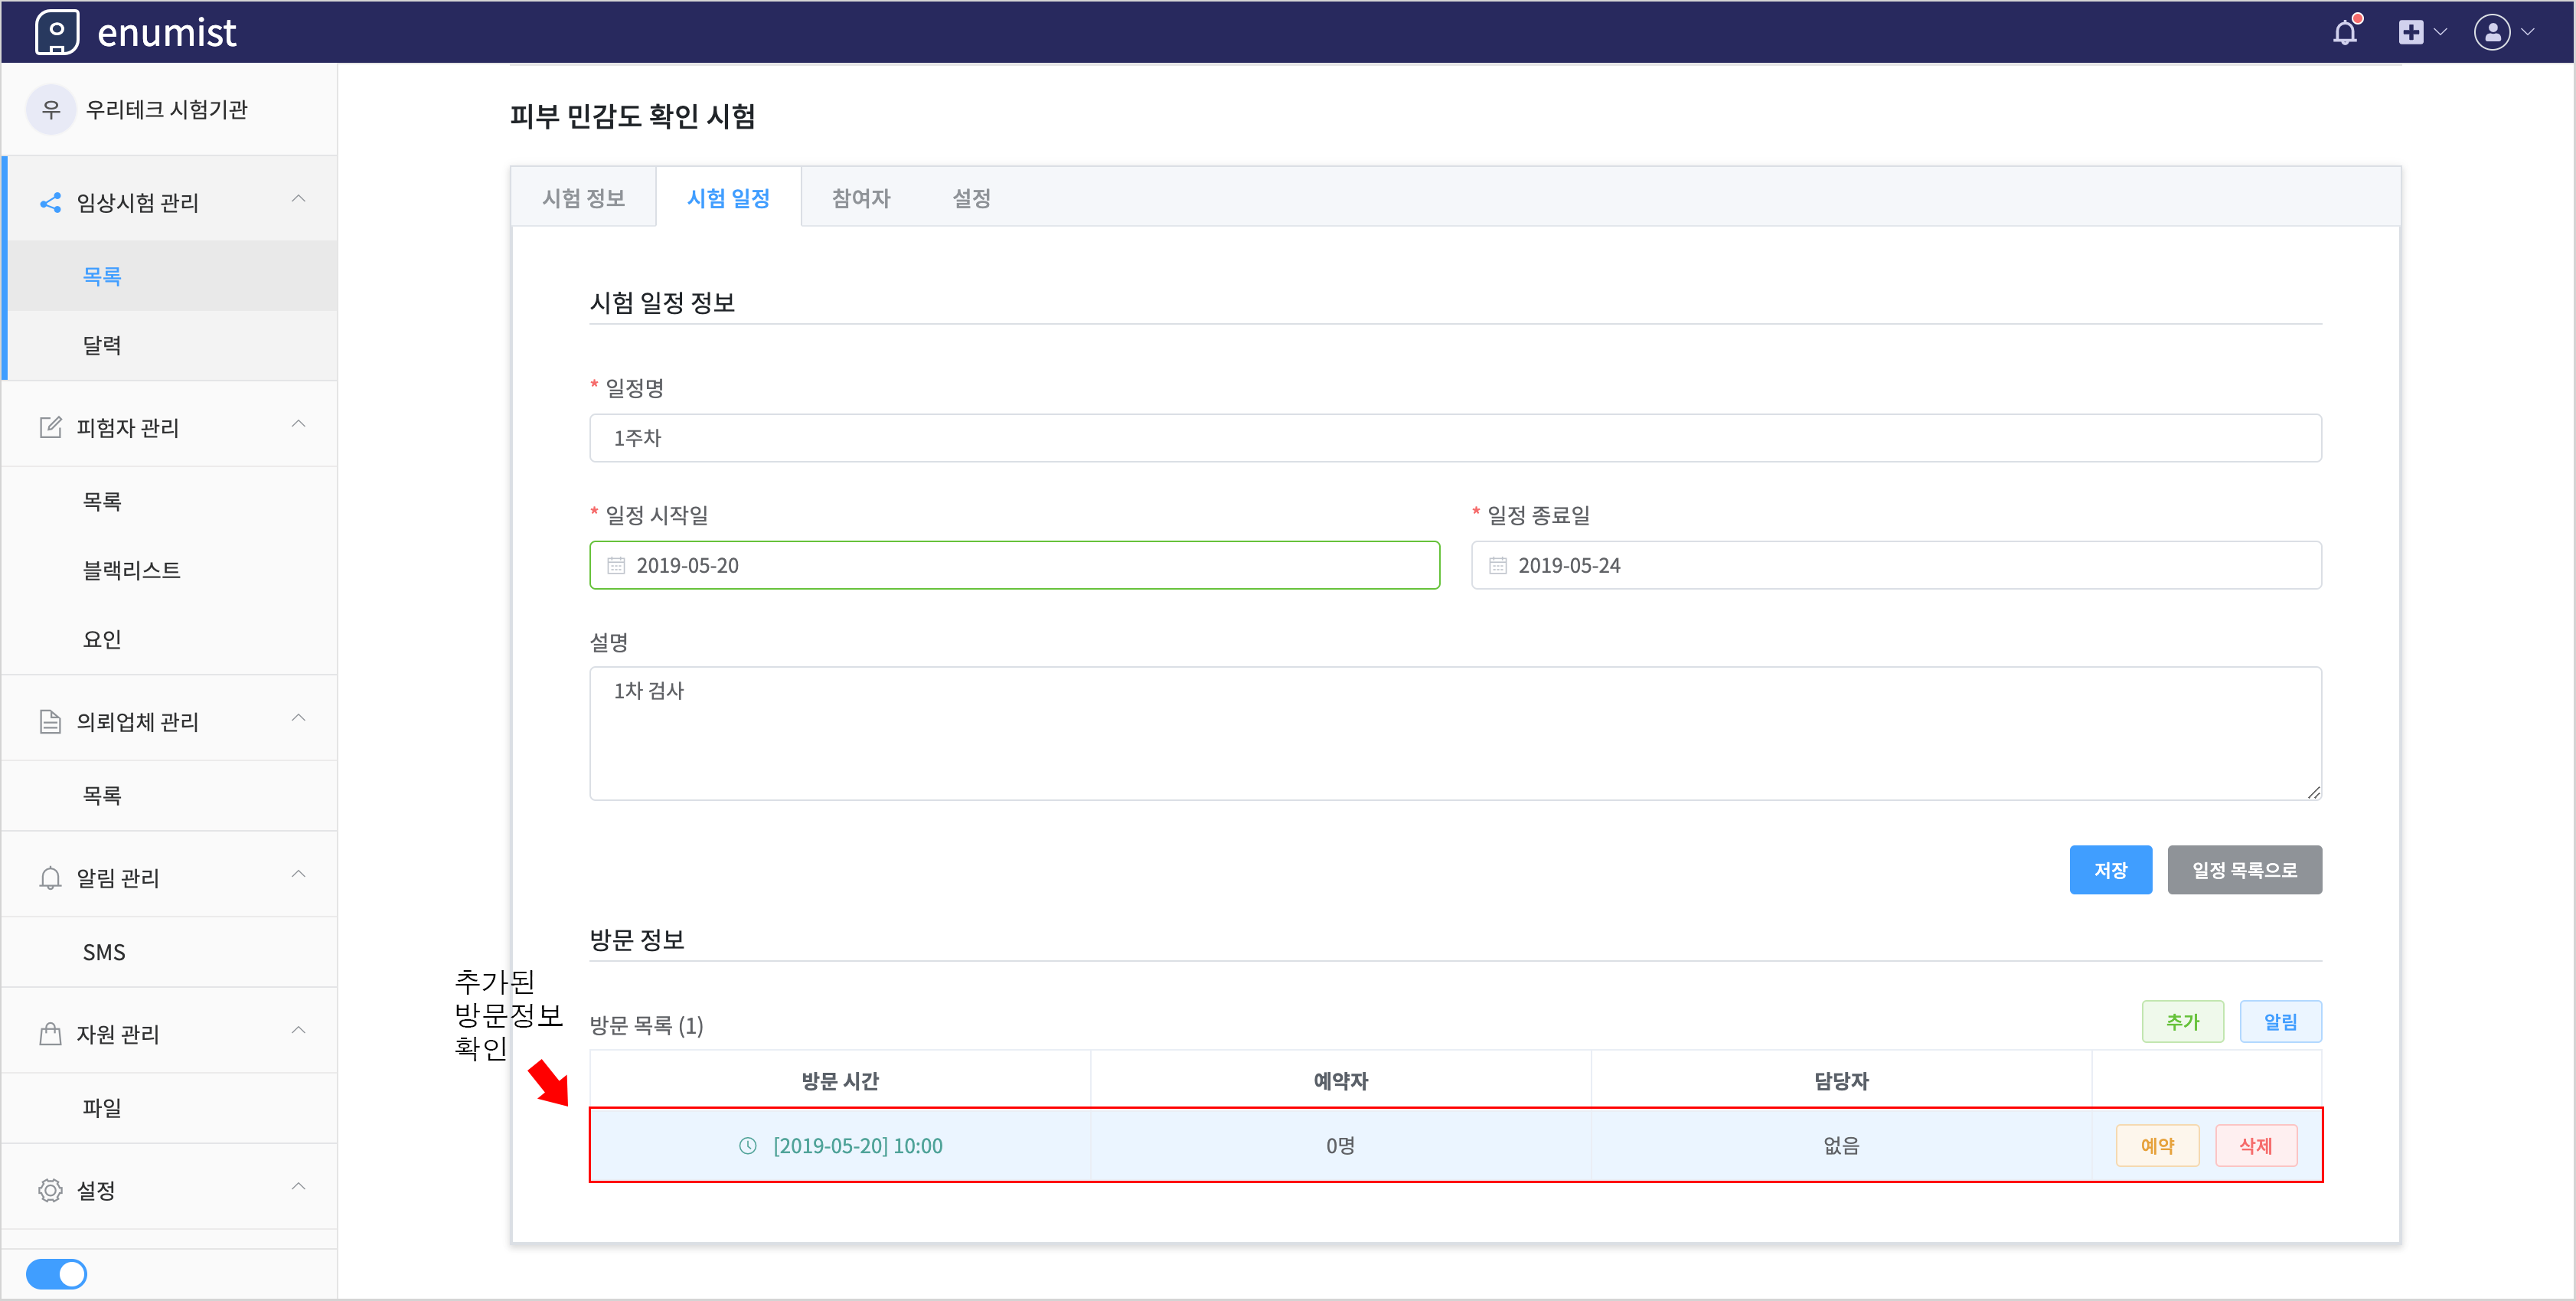 enumist
우 우리테크 시험기관
임상시험 관리
목록
달력
피험자 관리
목록
블랙리스트
요인
의뢰업체 관리
목록
알림 관리
SMS
자원 관리
파일
설정
피부 민감도 확인 시험
시험 정보 시험 일정 참여자 설정
시험 일정 정보
* 일정명
1주차
* 일정 시작일 * 일정 종료일
2019-05-20 2019-05-24
설명
1차 검사
저장 일정 목록으로
방문 정보
추가된
방문정보
확인
방문 목록 (1) 추가 알림
방문 시간 예약자 담당자
[2019-05-20] 10:00 0명 없음 예약 삭제